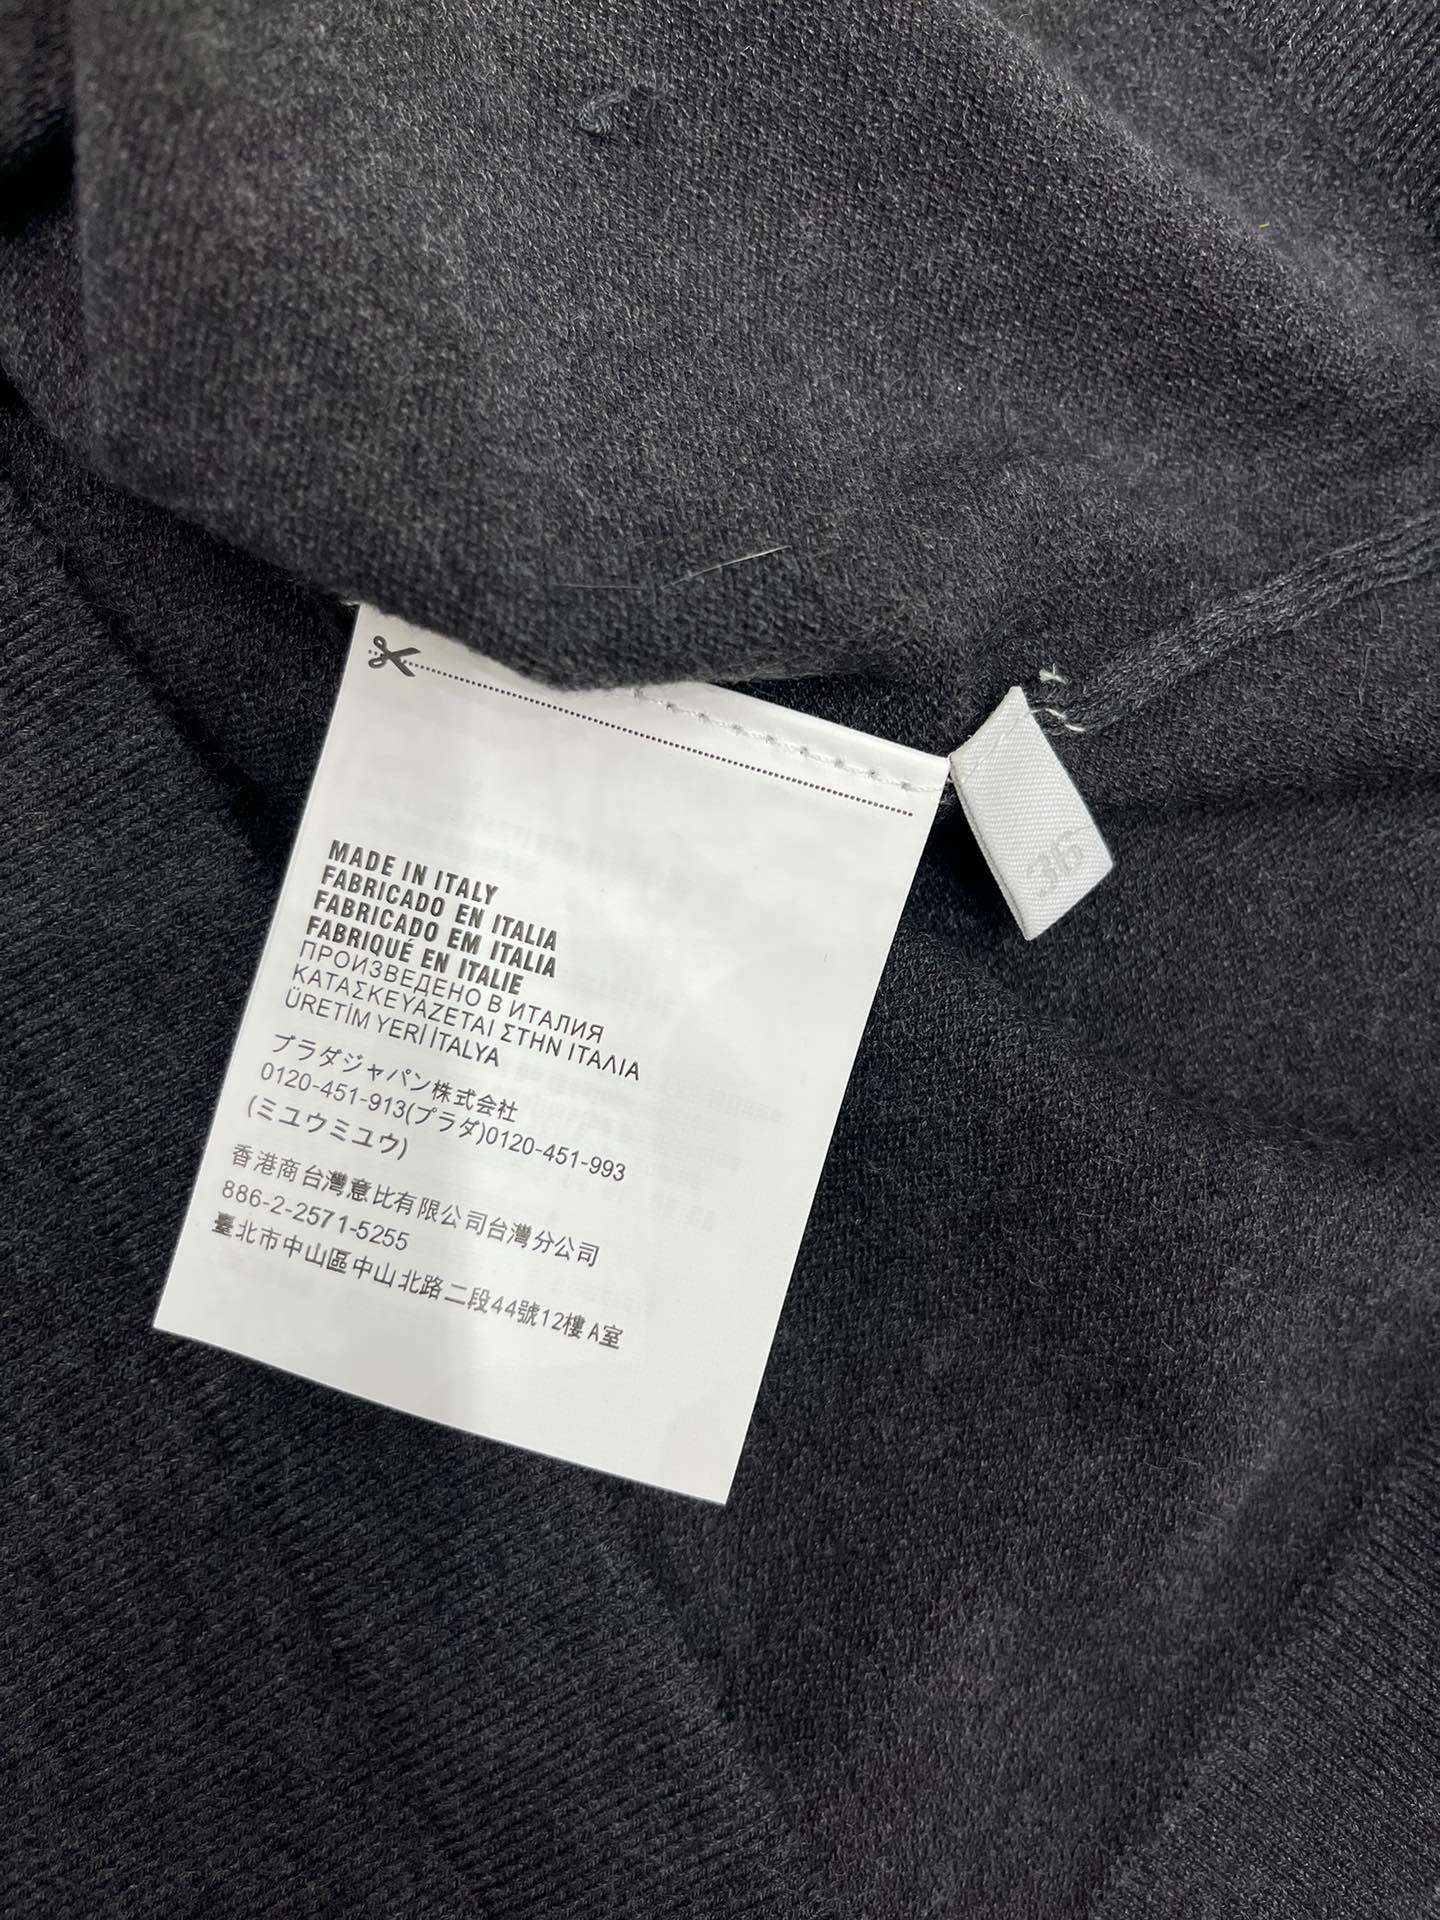 MADE IN ITALY
FABRICADO EN ITALIA
FABRICADO EM ITALIA
FABRIQUÉ EN ITALIE
ПРОИЗВЕДЕНО В ИТАЛИЯ
ΚΑΤΑΣΚΕΥΆΖΕΤΑΙ ΣΤΗΝ ΙΤΑΛΙΑ
ÜRETİM YERİ İTALYA
プラダジャパン株式会社
0120-451-913(プラダ)0120-451-993
(ミユウミユウ)
香港商台灣意比有限公司台灣分公司
886-2-2571-5255
臺北市中山區中山北路二段44號12樓A室
36